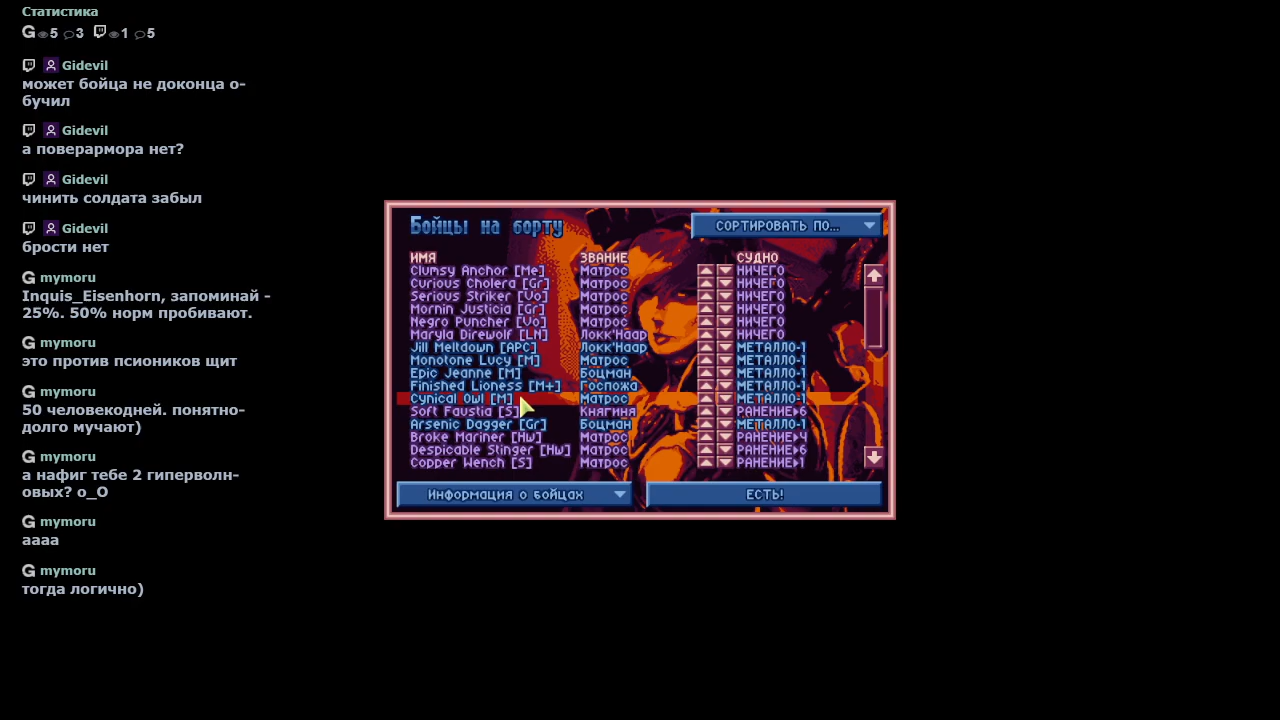 Статистика
5 3 1 5
Gidevil
может бойца не доконца о-
бучил
Gidevil
а поверармора нет?
Gidevil
чинить солдата забыл
Gidevil
брости нет
mymoru
Inquis_Eisenhorn, запоминай -
25%. 50% норм пробивают.
mymoru
это против псиоников щит
mymoru
50 человекодней. понятно-
долго мучают)
mymoru
а нафиг тебе 2 гиперволн-
овых? o_O
mymoru
аааа
mymoru
тогда логично)
Бойцы на борту
СОРТИРОВАТЬ ПО...
ИМЯ ЗВАНИЕ СУДНО
Clumsy Anchor [Me] Матрос НИЧЕГО
Curious Cholera [Gr] Матрос НИЧЕГО
Serious Striker [Vo] Матрос НИЧЕГО
Mornin Justicia [Gr] Матрос НИЧЕГО
Negro Puncher [Vo] Матрос НИЧЕГО
Maryla Direwolf [LN] Локк'Наар НИЧЕГО
Jill Meltdown [APC] Локк'Наар МЕТАЛЛО-1
Monotone Lucy [M] Матрос МЕТАЛЛО-1
Epic Jeanne [M] Боцман МЕТАЛЛО-1
Finished Lioness [M+] Госпожа МЕТАЛЛО-1
Cynical Owl [M] Матрос МЕТАЛЛО-1
Soft Faustia [S] Княгиня РАНЕНИЕ▸6
Arsenic Dagger [Gr] Боцман МЕТАЛЛО-1
Broke Mariner [Hw] Матрос РАНЕНИЕ▸4
Despicable Stinger [Hw] Матрос РАНЕНИЕ▸6
Copper Wench [S] Матрос РАНЕНИЕ▸1
Информация о бойцах
ЕСТЬ!